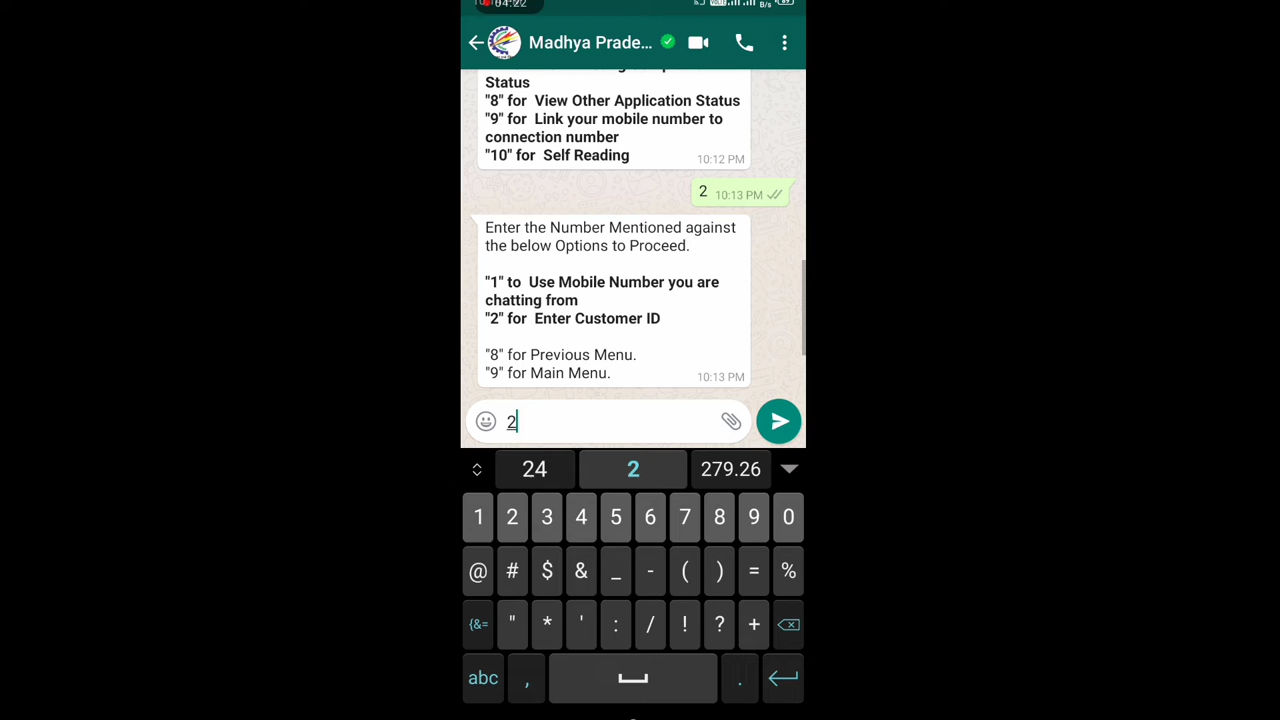 04:22
B/s
Madhya Prade...
Status
"8" for View Other Application Status
"9" for Link your mobile number to
connection number
"10" for Self Reading
10:12 PM
2 10:13 PM
Enter the Number Mentioned against
the below Options to Proceed.
"1" to Use Mobile Number you are
chatting from
"2" for Enter Customer ID
"8" for Previous Menu.
"9" for Main Menu.
10:13 PM
2
24 2 279.26
1 2 3 4 5 6 7 8 9 0
@ # $ & _ - ( ) = %
{&= " * ' : / ! ? +
abc , .